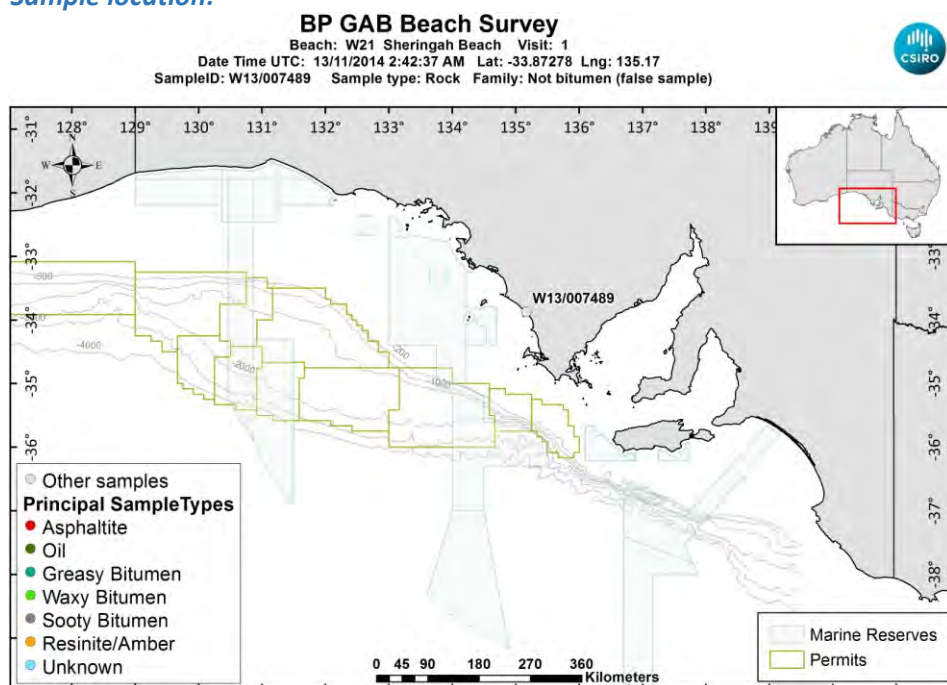 Sample location:
BP GAB Beach Survey
Beach: W21 Sheringah Beach Visit: 1
Date Time UTC: 13/11/2014 2:42:37 AM Lat: -33.87278 Lng: 135.17
SampleID: W13/007489 Sample type: Rock Family: Not bitumen (false sample)
CSIRO
128° 129° 130° 131° 132° 133° 134° 135° 136° 137° 138° 139
-31°
-32°
-33°
-34°
-35°
-36°
-37°
-38°
N
W E
S
-33°
-34°
-35°
-36°
-37°
-38°
W13/007489
-200
-1000
-2000
-4000
Other samples
Principal SampleTypes
Asphaltite
Oil
Greasy Bitumen
Waxy Bitumen
Sooty Bitumen
Resinite/Amber
Unknown
0 45 90 180 270 360
Kilometers
Marine Reserves
Permits